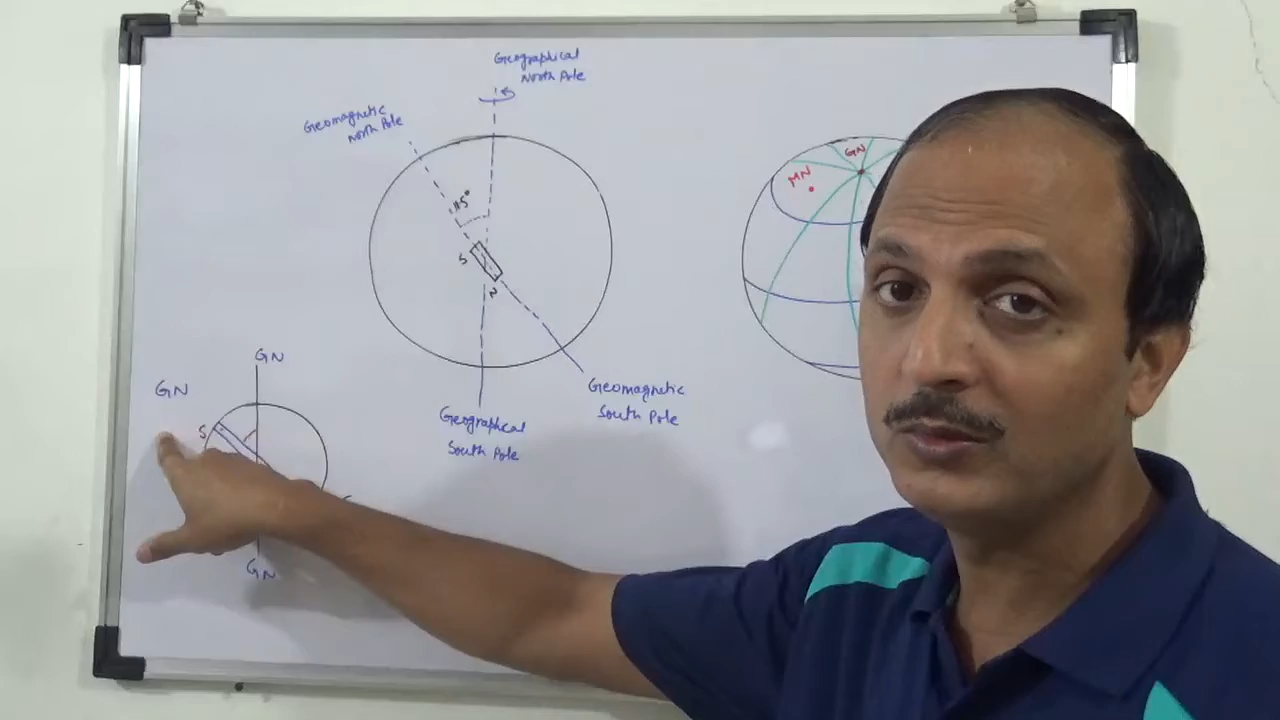 Geographical
North Pole
Geomagnetic
North Pole
11.5°
S
N
Geographical
South Pole
Geomagnetic
South Pole
GN
MN
GN
GN
S
GN